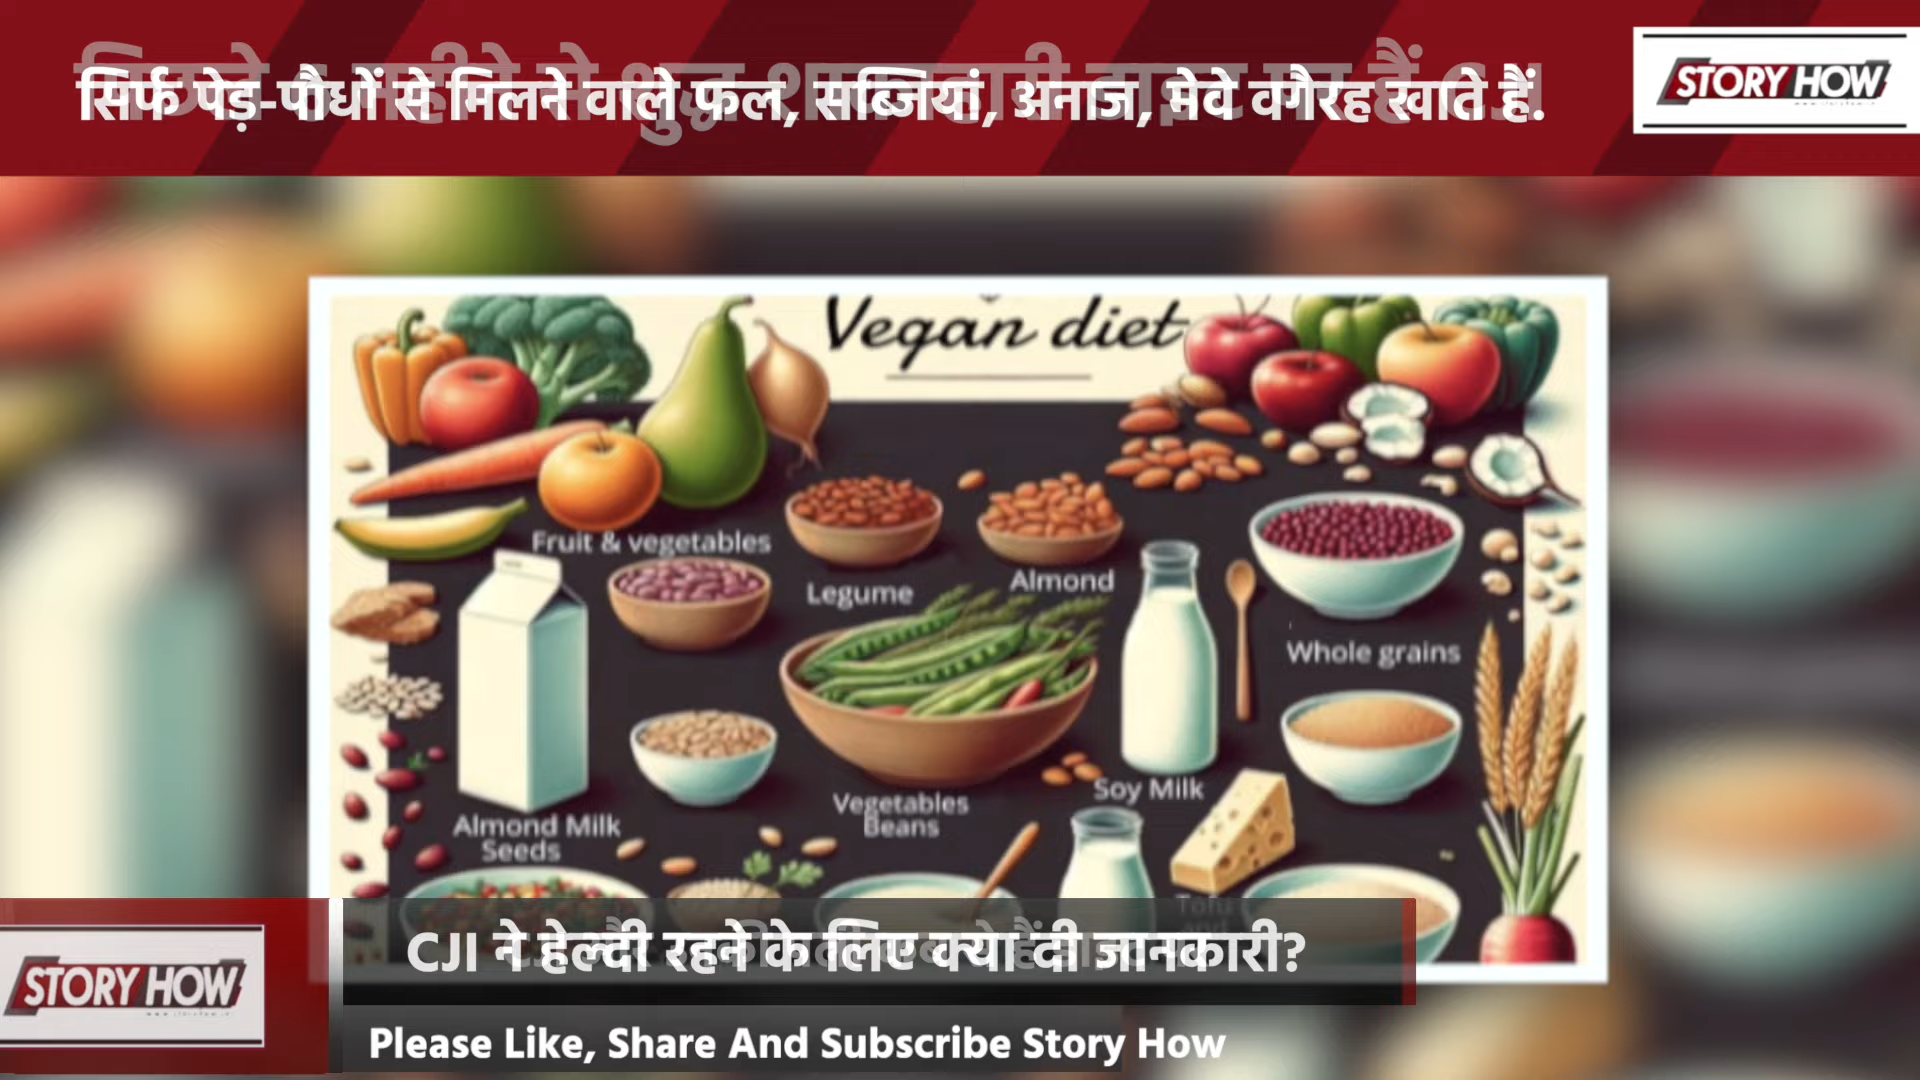 सिर्फ पेड़-पौधों से मिलने वाले फल, सब्जियां, अनाज, मेवे वगैरह खाते हैं.
STORY HOW
Vegan diet
Fruit & vegetables
Legume
Almond
Whole grains
Soy Milk
Vegetables
Beans
Almond Milk
Seeds
Tofu
CJI ने हेल्दी रहने के लिए क्या दी जानकारी?
STORY HOW
Please Like, Share And Subscribe Story How